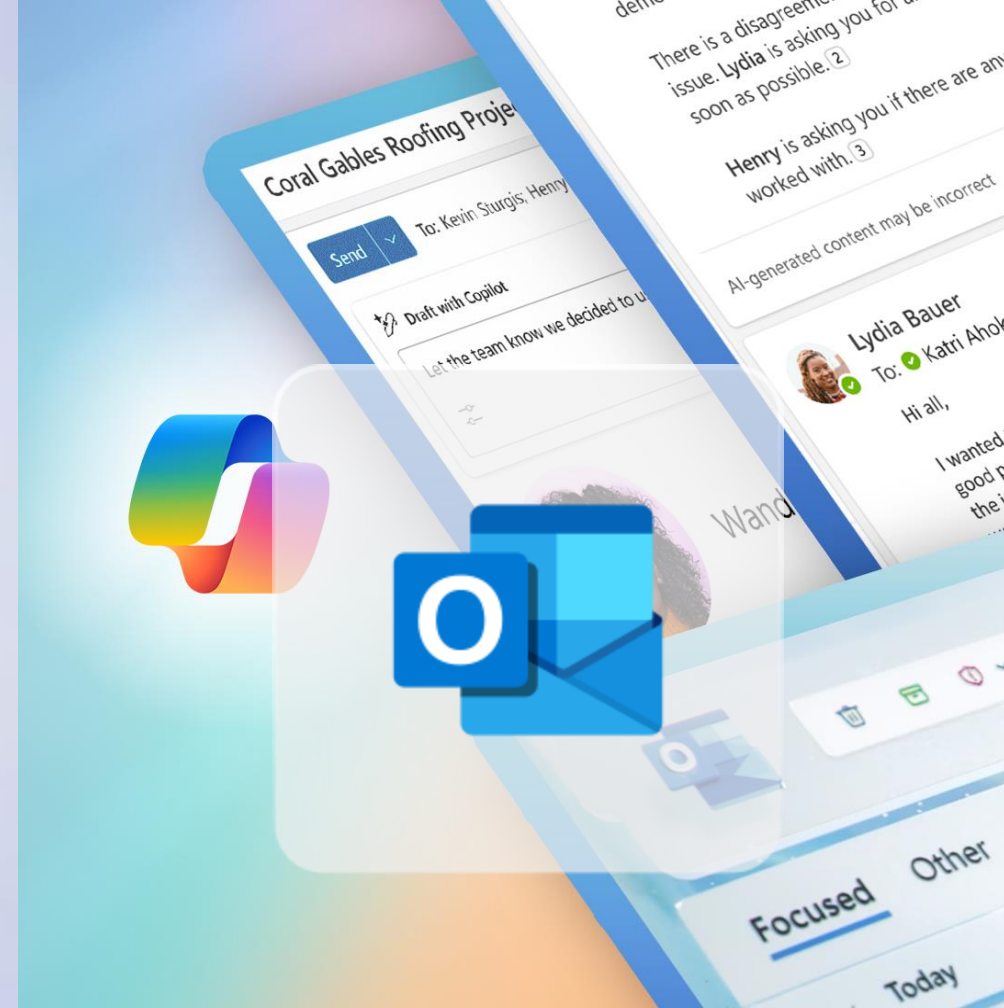 There is a disagreeme
issue. Lydia is asking you for a
soon as possible. 2
Henry is asking you if there are any
worked with. 3
AI-generated content may be incorrect
Coral Gables Roofing Proje
Send
To: Kevin Sturgis; Henry
Draft with Copilot
Let the team know we decided to u
Wand
Lydia Bauer
To: Katri Ahok
Hi all,
I wanted
good p
the i
O
O
Focused
Other
Today